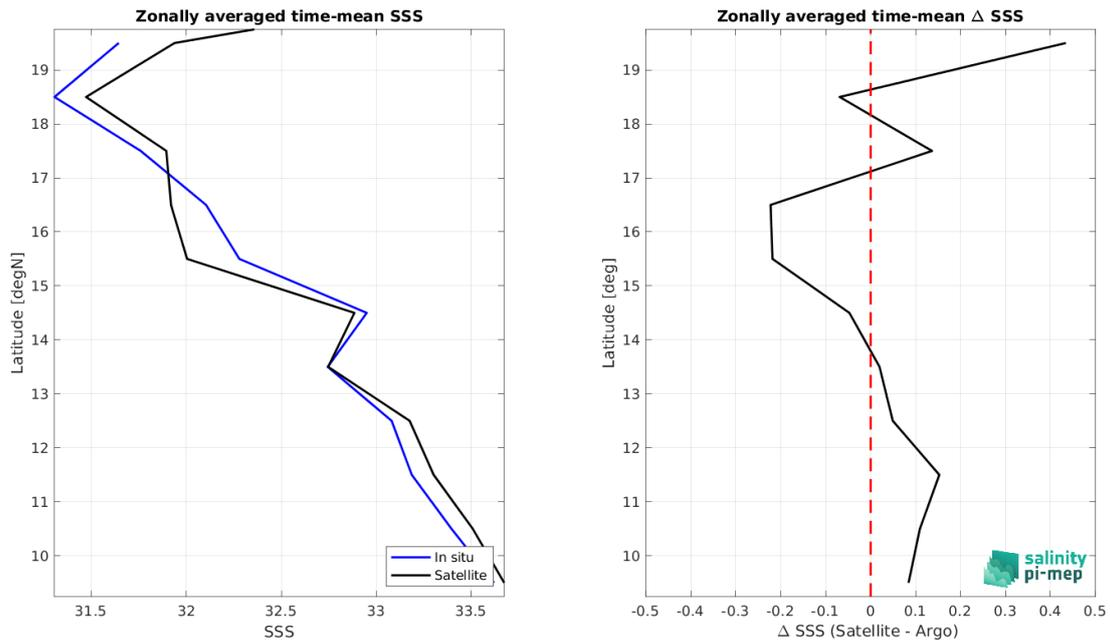 Zonally averaged time-mean SSS
19
18
17
16
15
14
13
12
11
10
Latitude [degN]
31.5 32 32.5 33 33.5
SSS
In situ
Satellite
Zonally averaged time-mean Δ SSS
19
18
17
16
15
14
13
12
11
10
Latitude [deg]
-0.5 -0.4 -0.3 -0.2 -0.1 0 0.1 0.2 0.3 0.4 0.5
Δ SSS (Satellite - Argo)
salinity
pi-mep